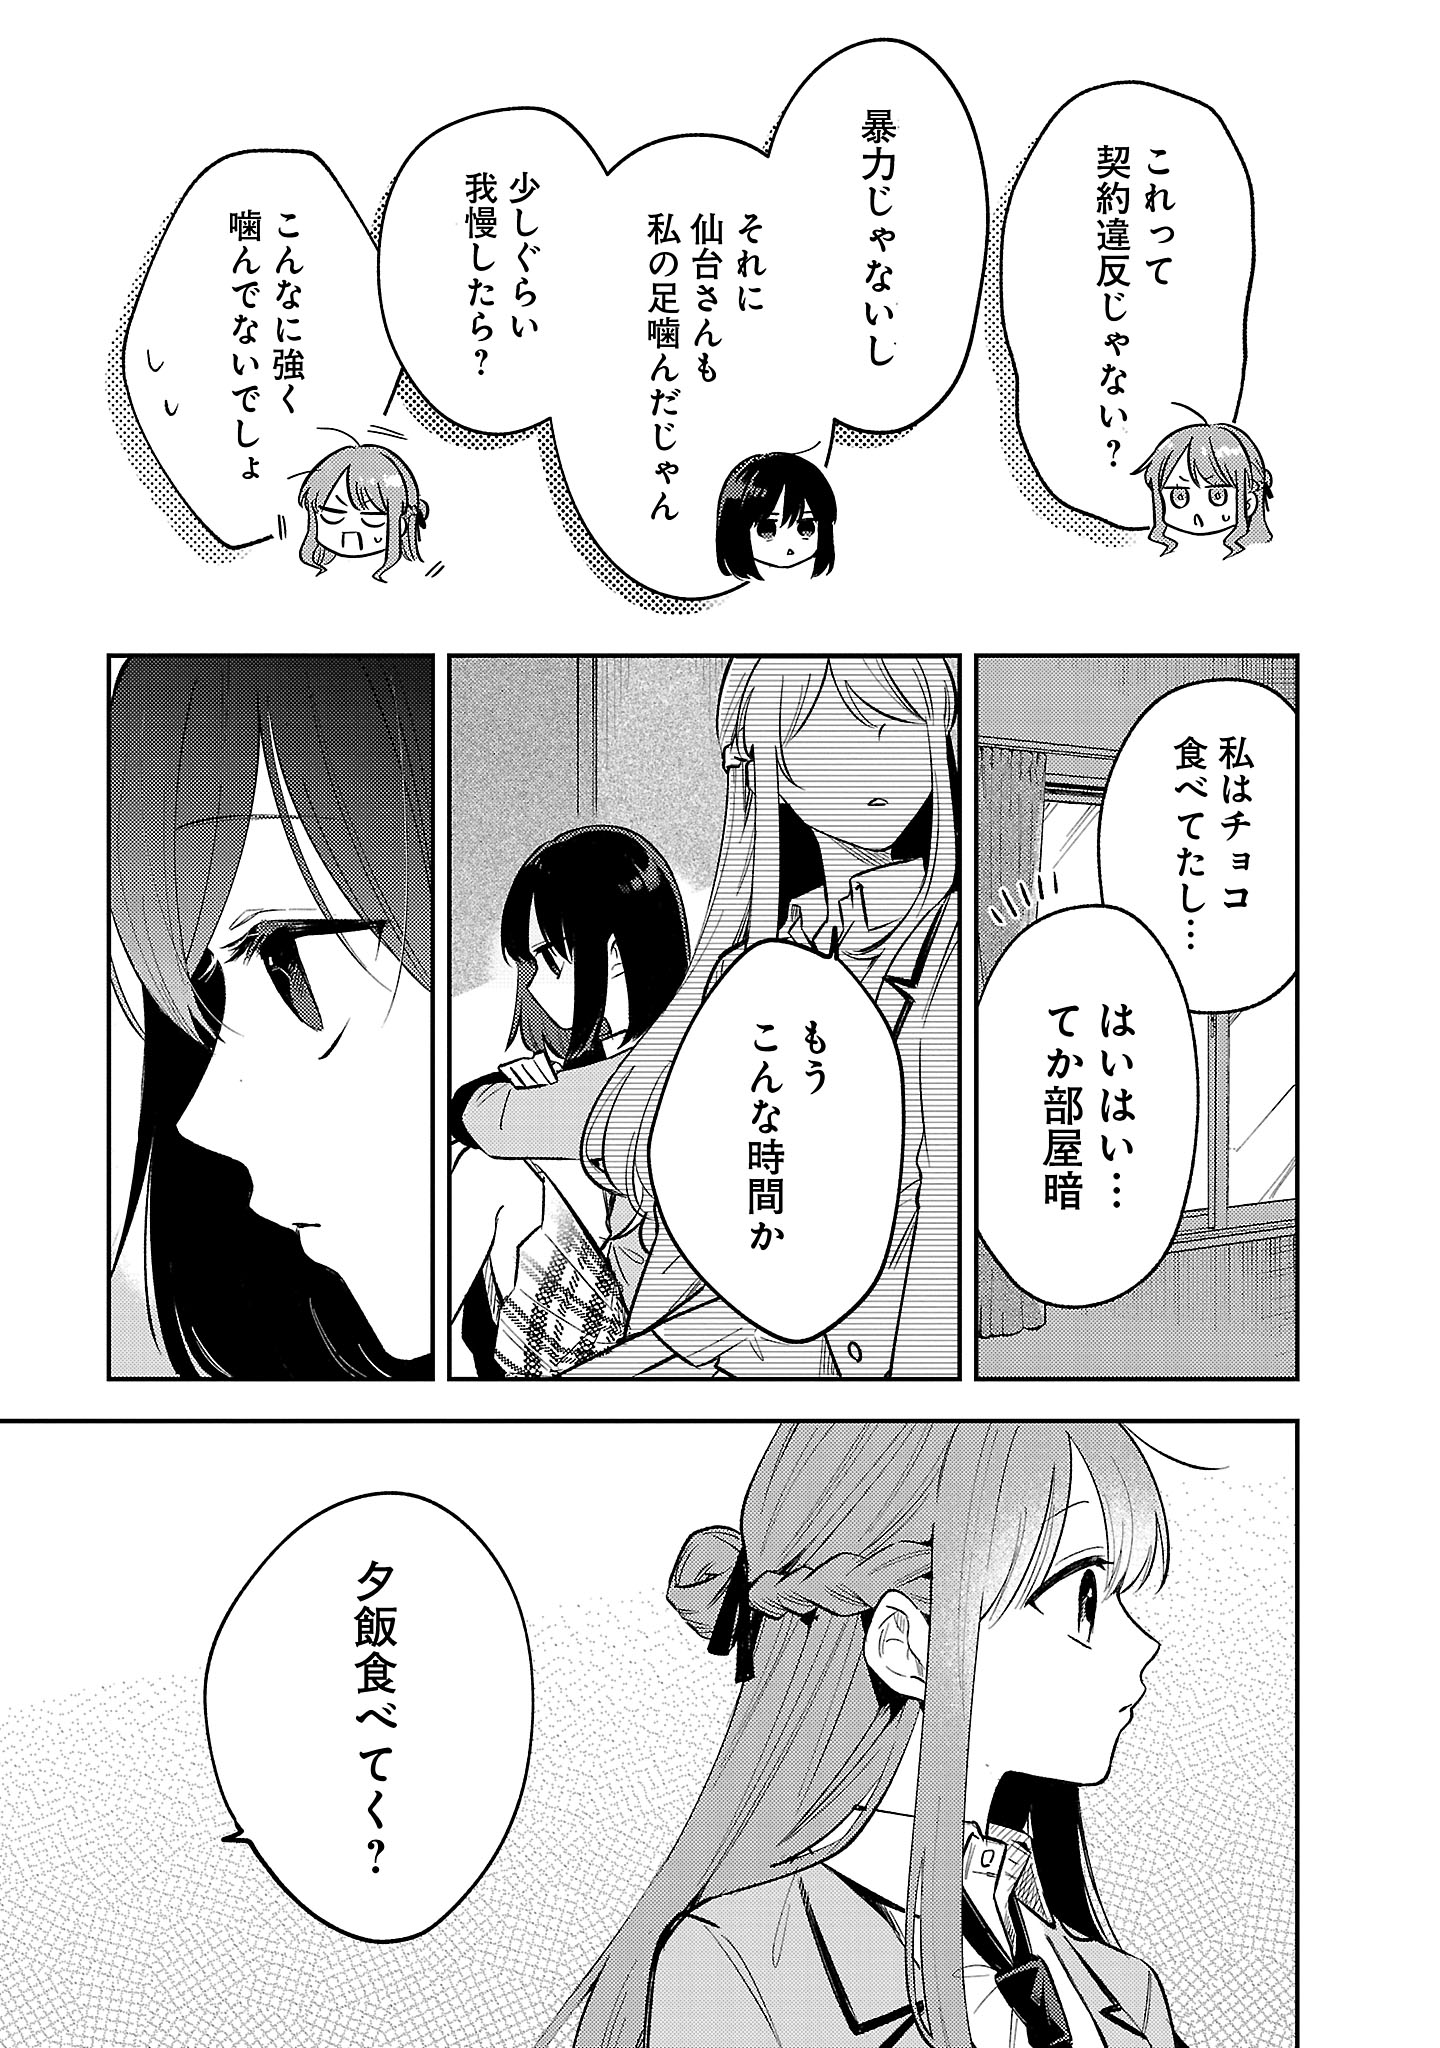 これって
契約違反じゃない？
暴力じゃないし
それに
仙台さんも
私の足噛んだじゃん
少しぐらい
我慢したら？
こんなに強く
噛んでないでしょ
私はチョコ
食べてたし…
はいはい…
てか部屋暗
もう
こんな時間か
夕飯食べてく？